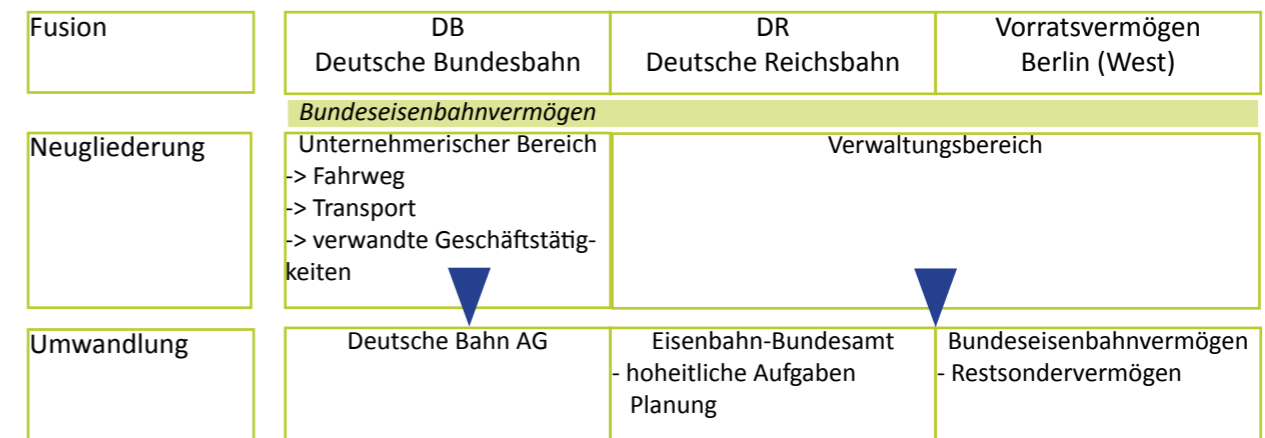 Fusion
DB
Deutsche Bundesbahn
DR
Deutsche Reichsbahn
Vorratsvermögen
Berlin (West)
Bundeseisenbahnvermögen
Neugliederung
Unternehmerischer Bereich
-> Fahrweg
-> Transport
-> verwandte Geschäftstätig-
keiten
Verwaltungsbereich
Umwandlung
Deutsche Bahn AG
Eisenbahn-Bundesamt
- hoheitliche Aufgaben
Planung
Bundeseisenbahnvermögen
- Restsondervermögen